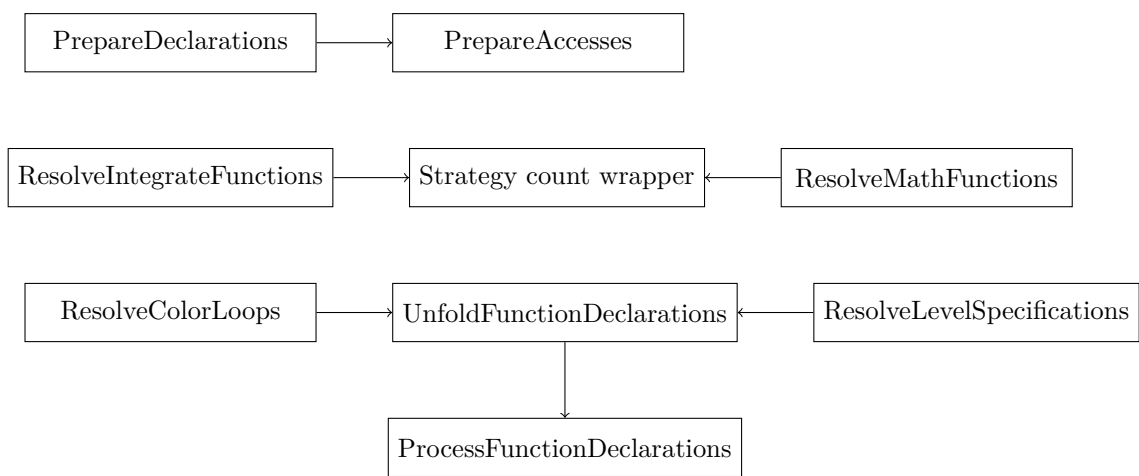 PrepareDeclarations
PrepareAccesses
ResolveIntegrateFunctions
Strategy count wrapper
ResolveMathFunctions
ResolveColorLoops
UnfoldFunctionDeclarations
ResolveLevelSpecifications
ProcessFunctionDeclarations